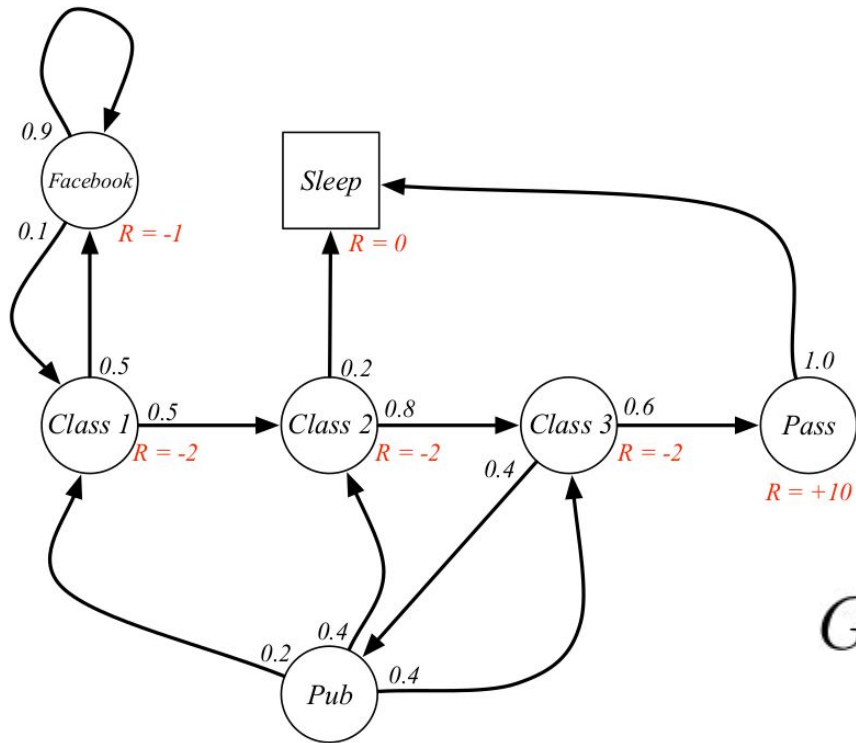 0.9
Facebook
Sleep
0.1
R = -1
R = 0
0.5
0.2
1.0
Class 1
0.5
Class 2
0.8
Class 3
0.6
Pass
R = -2
R = -2
0.4
R = -2
R = +10
0.2
0.4
0.4
Pub
G